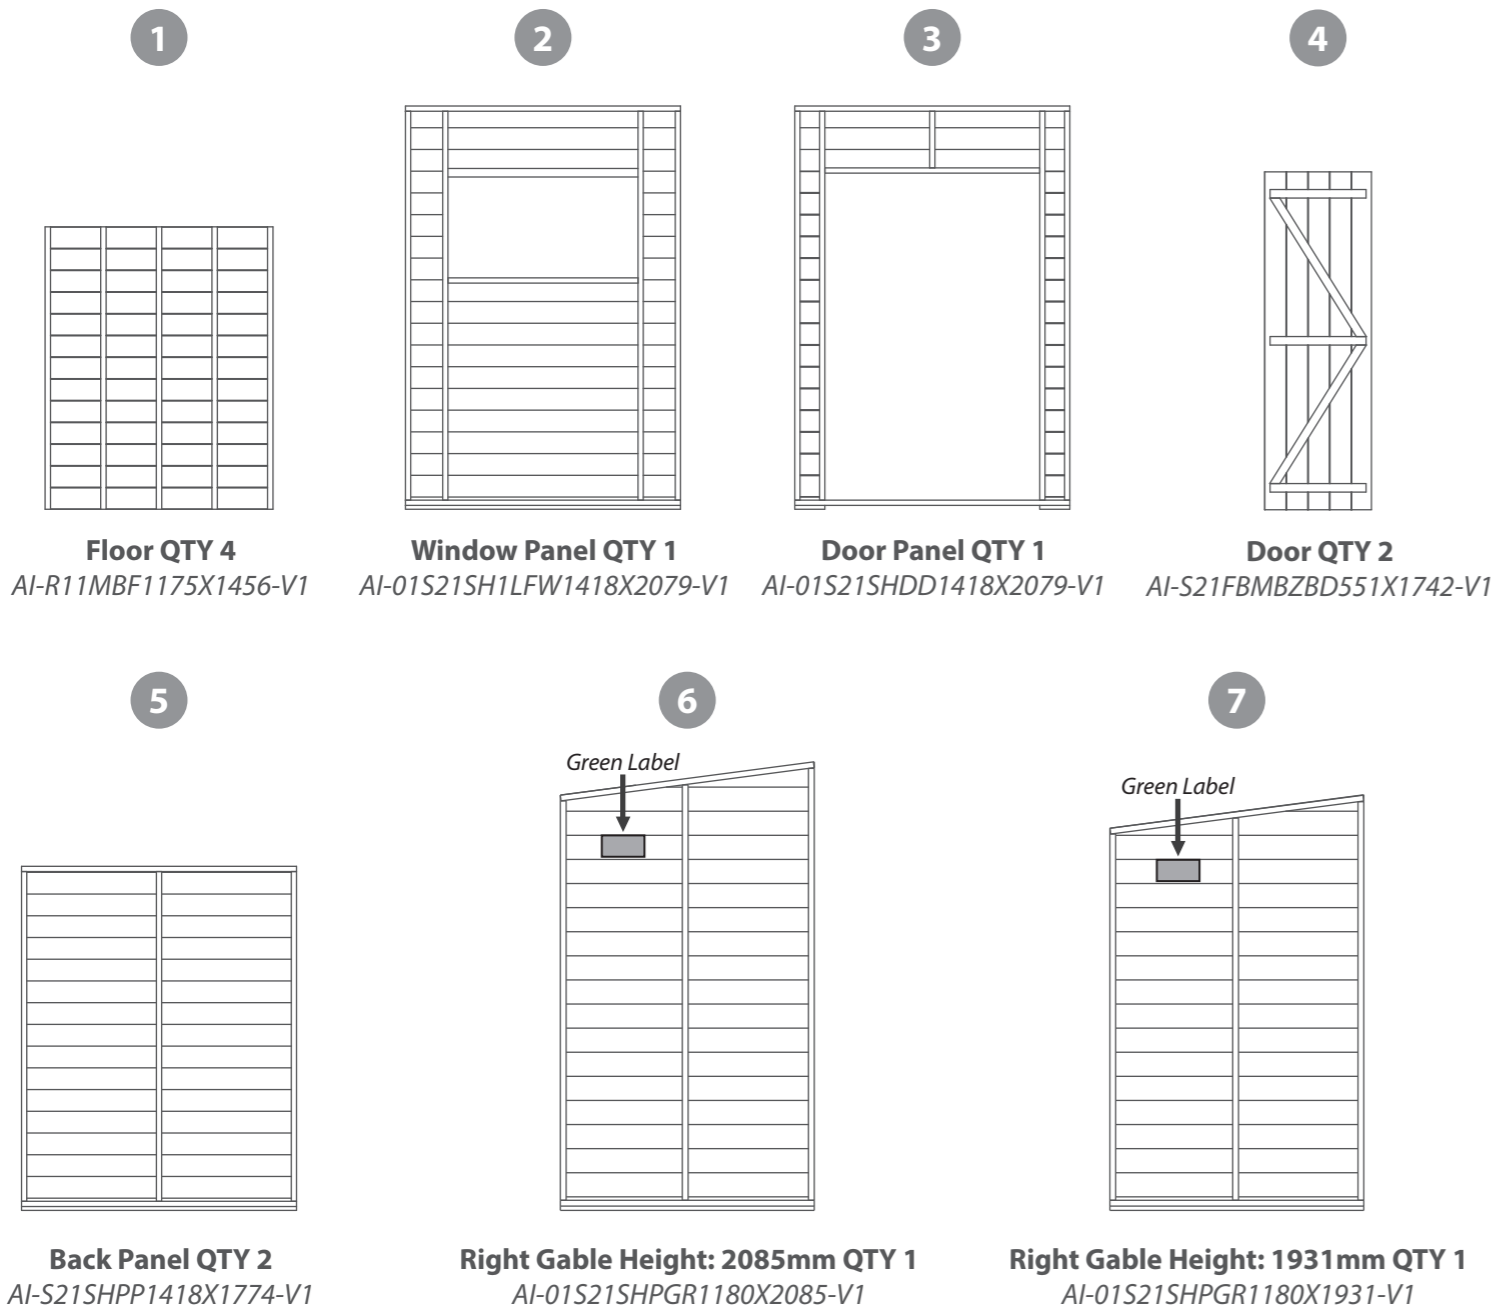 1
2
3
4
Floor QTY 4
AI-R11MBF1175X1456-V1
Window Panel QTY 1
AI-01S21SH1LFW1418X2079-V1
Door Panel QTY 1
AI-01S21SHDD1418X2079-V1
Door QTY 2
AI-S21FBMBZBD551X1742-V1
5
6
7
Green Label
Green Label
Back Panel QTY 2
AI-S21SHPP1418X1774-V1
Right Gable Height: 2085mm QTY 1
AI-01S21SHPGR1180X2085-V1
Right Gable Height: 1931mm QTY 1
AI-01S21SHPGR1180X1931-V1